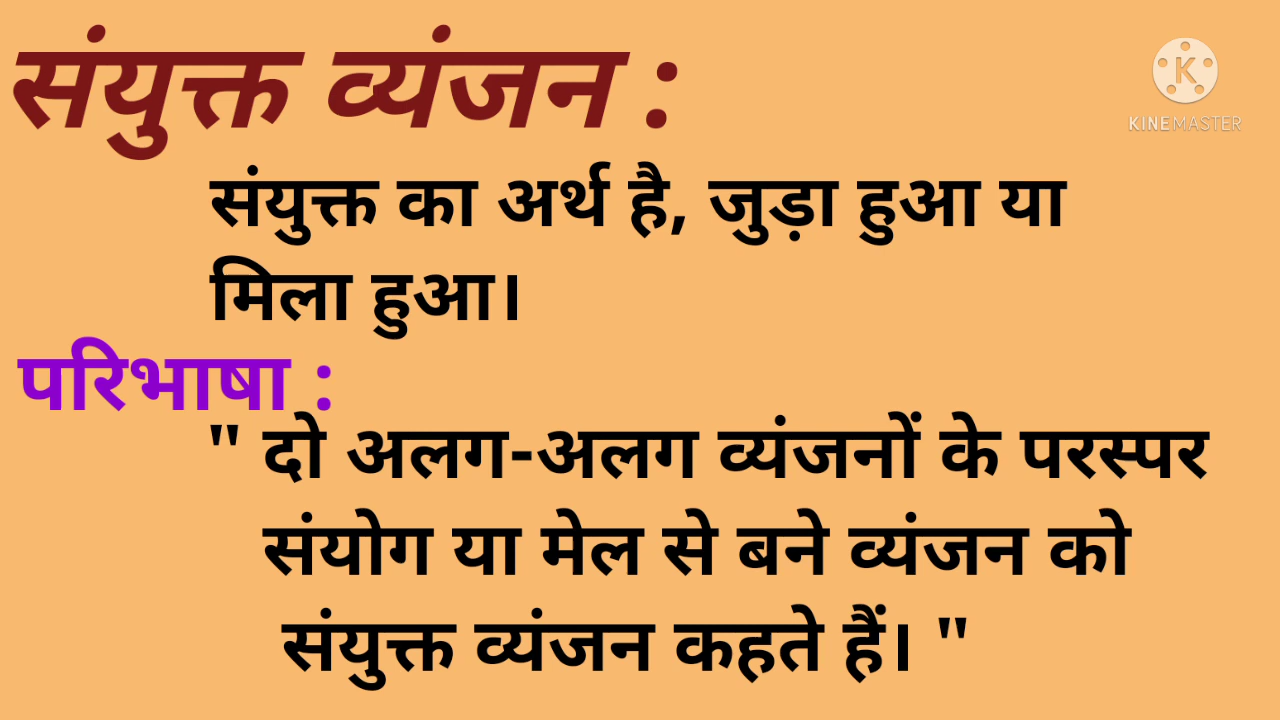 संयुक्त व्यंजन :
KINEMASTER
संयुक्त का अर्थ है, जुड़ा हुआ या
मिला हुआ।
परिभाषा :
" दो अलग-अलग व्यंजनों के परस्पर
संयोग या मेल से बने व्यंजन को
संयुक्त व्यंजन कहते हैं। "